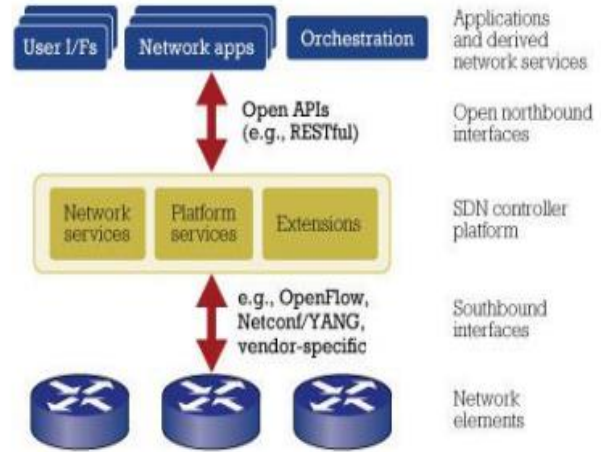 User I/Fs
Network apps
Orchestration
Applications
and derived
network services
Open APIs
(e.g., RESTful)
Open northbound
interfaces
Network
services
Platform
services
Extensions
SDN controller
platform
e.g., OpenFlow,
Netconf/YANG,
vendor-specific
Southbound
interfaces
Network
elements